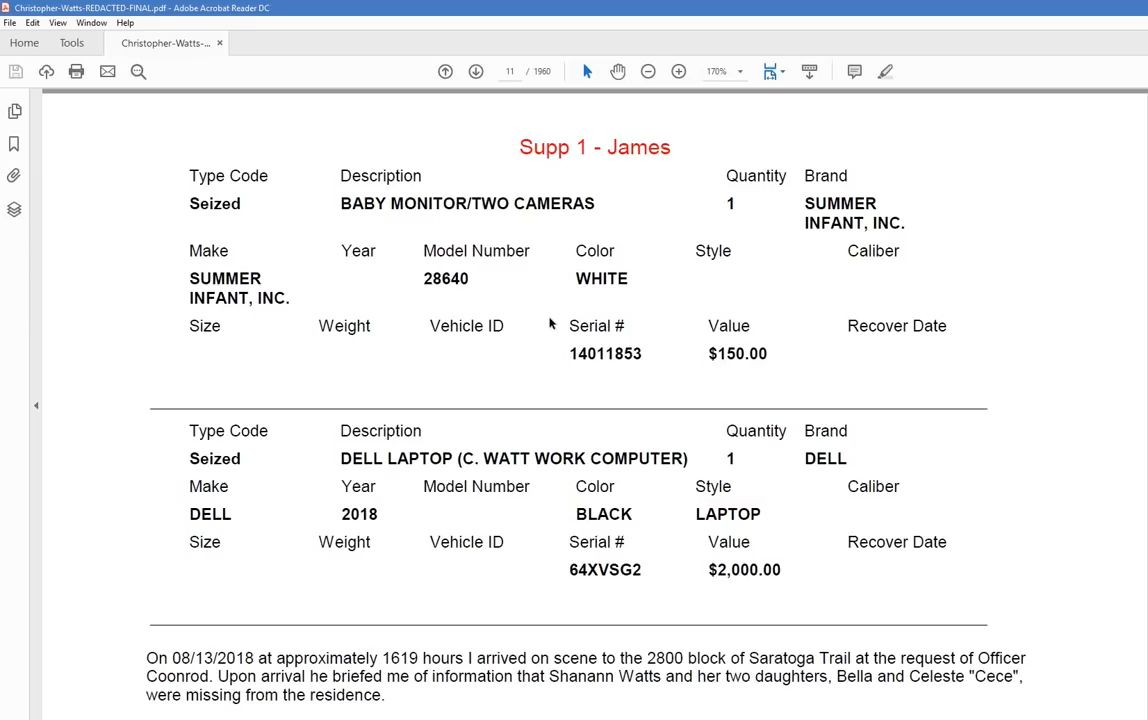 Christopher-Watts-REDACTED-FINAL.pdf - Adobe Acrobat Reader DC
File Edit View Window Help
Home Tools Christopher-Watts-... ×
11 / 1960 170%
Supp 1 - James
Type Code Description Quantity Brand
Seized BABY MONITOR/TWO CAMERAS 1 SUMMER
INFANT, INC.
Make Year Model Number Color Style Caliber
SUMMER 28640 WHITE
INFANT, INC.
Size Weight Vehicle ID Serial # Value Recover Date
14011853 $150.00
Type Code Description Quantity Brand
Seized DELL LAPTOP (C. WATT WORK COMPUTER) 1 DELL
Make Year Model Number Color Style Caliber
DELL 2018 BLACK LAPTOP
Size Weight Vehicle ID Serial # Value Recover Date
64XVSG2 $2,000.00
On 08/13/2018 at approximately 1619 hours I arrived on scene to the 2800 block of Saratoga Trail at the request of Officer
Coonrod. Upon arrival he briefed me of information that Shanann Watts and her two daughters, Bella and Celeste "Cece",
were missing from the residence.